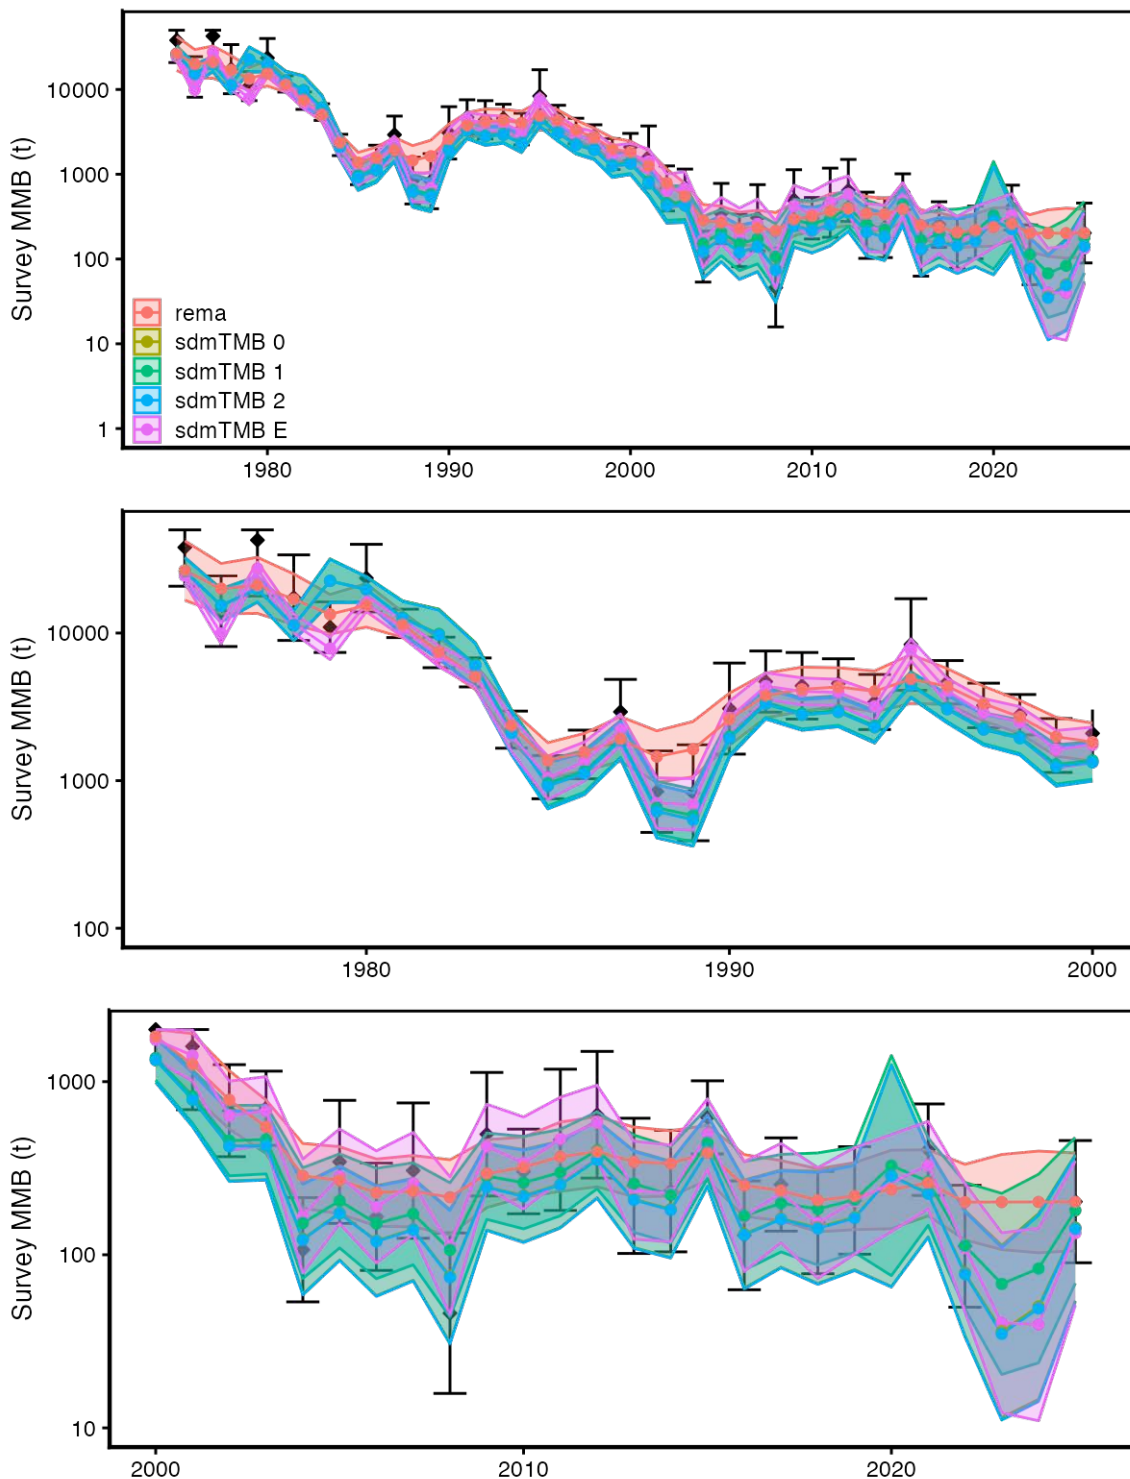 Survey MMB (t)
10000
1000
100
10
1
rema
sdmTMB 0
sdmTMB 1
sdmTMB 2
sdmTMB E
1980 1990 2000 2010 2020
Survey MMB (t)
10000
1000
100
1980 1990 2000
Survey MMB (t)
1000
100
10
2000 2010 2020